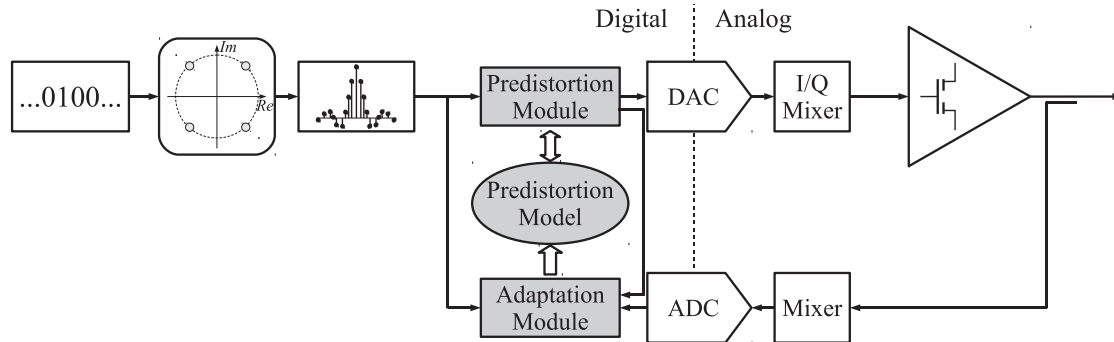 Digital
Analog
...0100...
Im
Re
Predistortion
Module
DAC
I/Q
Mixer
Predistortion
Model
Adaptation
Module
ADC
Mixer